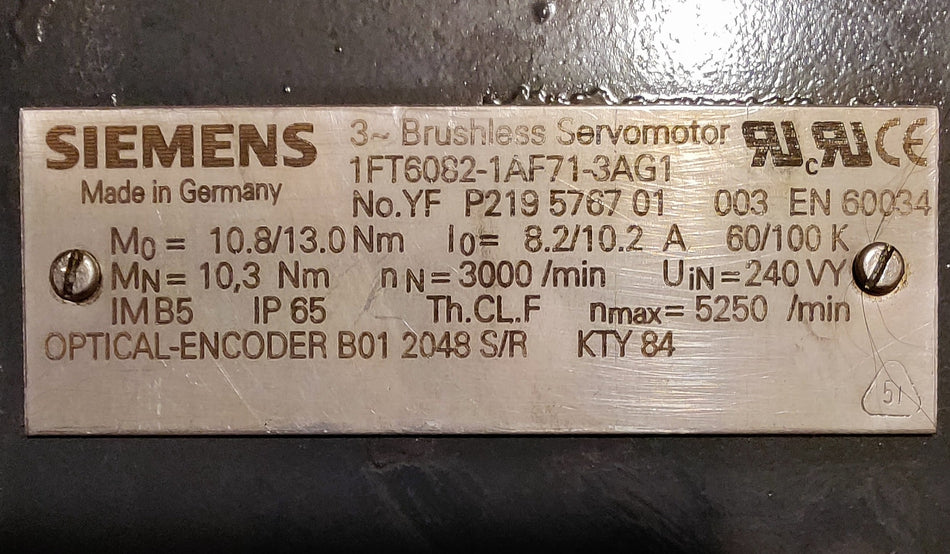 SIEMENS 3~ Brushless Servomotor
Made in Germany 1FT6082-1AF71-3AG1
No.YF P219 5767 01 003 EN 60034
M0 = 10.8/13.0 Nm I0= 8.2/10.2 A 60/100 K
MN = 10,3 Nm nN = 3000 /min UiN = 240 VY
IM B5 IP 65 Th.CL.F nmax = 5250 /min
OPTICAL-ENCODER B01 2048 S/R KTY 84